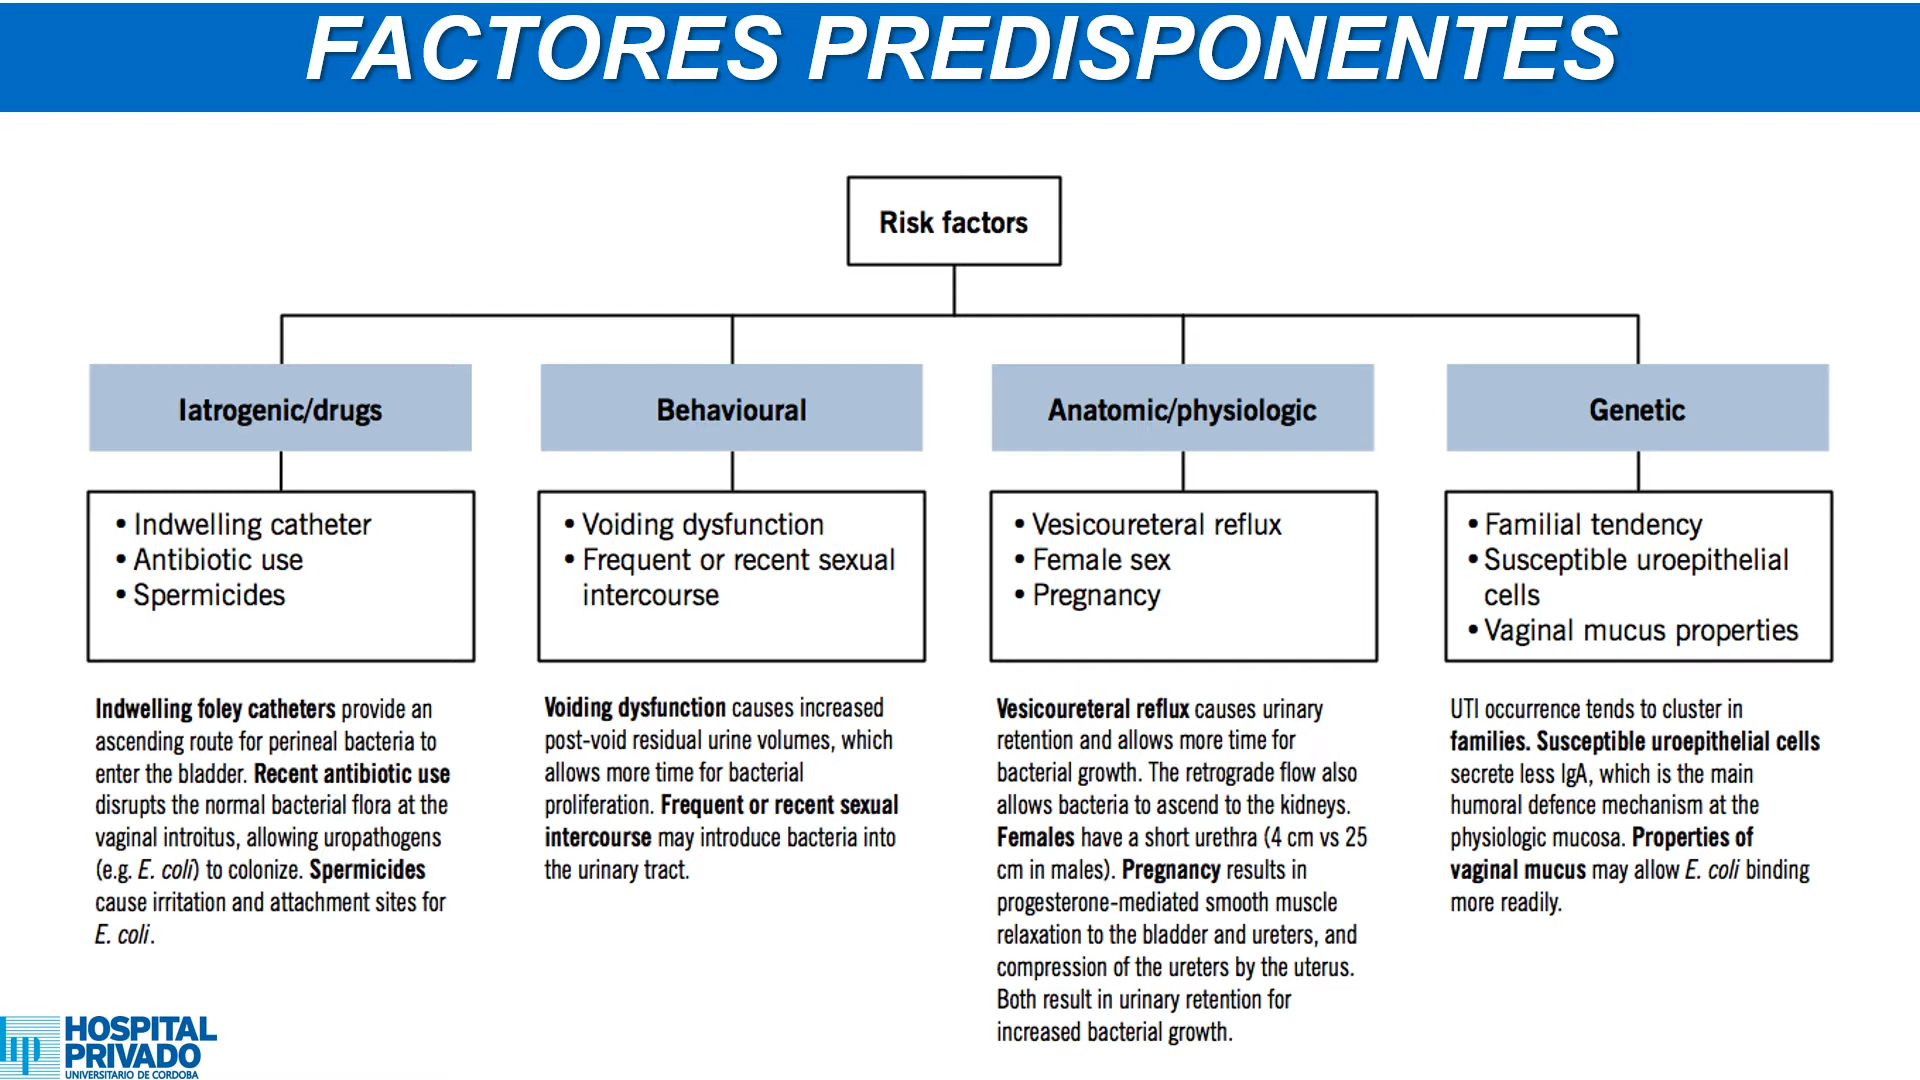 FACTORES PREDISPONENTES
Risk factors
Iatrogenic/drugs
• Indwelling catheter
• Antibiotic use
• Spermicides
Indwelling foley catheters provide an
ascending route for perineal bacteria to
enter the bladder. Recent antibiotic use
disrupts the normal bacterial flora at the
vaginal introitus, allowing uropathogens
(e.g. E. coli) to colonize. Spermicides
cause irritation and attachment sites for
E. coli.
Behavioural
• Voiding dysfunction
• Frequent or recent sexual
intercourse
Voiding dysfunction causes increased
post-void residual urine volumes, which
allows more time for bacterial
proliferation. Frequent or recent sexual
intercourse may introduce bacteria into
the urinary tract.
Anatomic/physiologic
• Vesicoureteral reflux
• Female sex
• Pregnancy
Vesicoureteral reflux causes urinary
retention and allows more time for
bacterial growth. The retrograde flow also
allows bacteria to ascend to the kidneys.
Females have a short urethra (4 cm vs 25
cm in males). Pregnancy results in
progesterone-mediated smooth muscle
relaxation to the bladder and ureters, and
compression of the ureters by the uterus.
Both result in urinary retention for
increased bacterial growth.
Genetic
• Familial tendency
• Susceptible uroepithelial
cells
• Vaginal mucus properties
UTI occurrence tends to cluster in
families. Susceptible uroepithelial cells
secrete less IgA, which is the main
humoral defence mechanism at the
physiologic mucosa. Properties of
vaginal mucus may allow E. coli binding
more readily.
hp
HOSPITAL
PRIVADO
UNIVERSITARIO DE CORDOBA